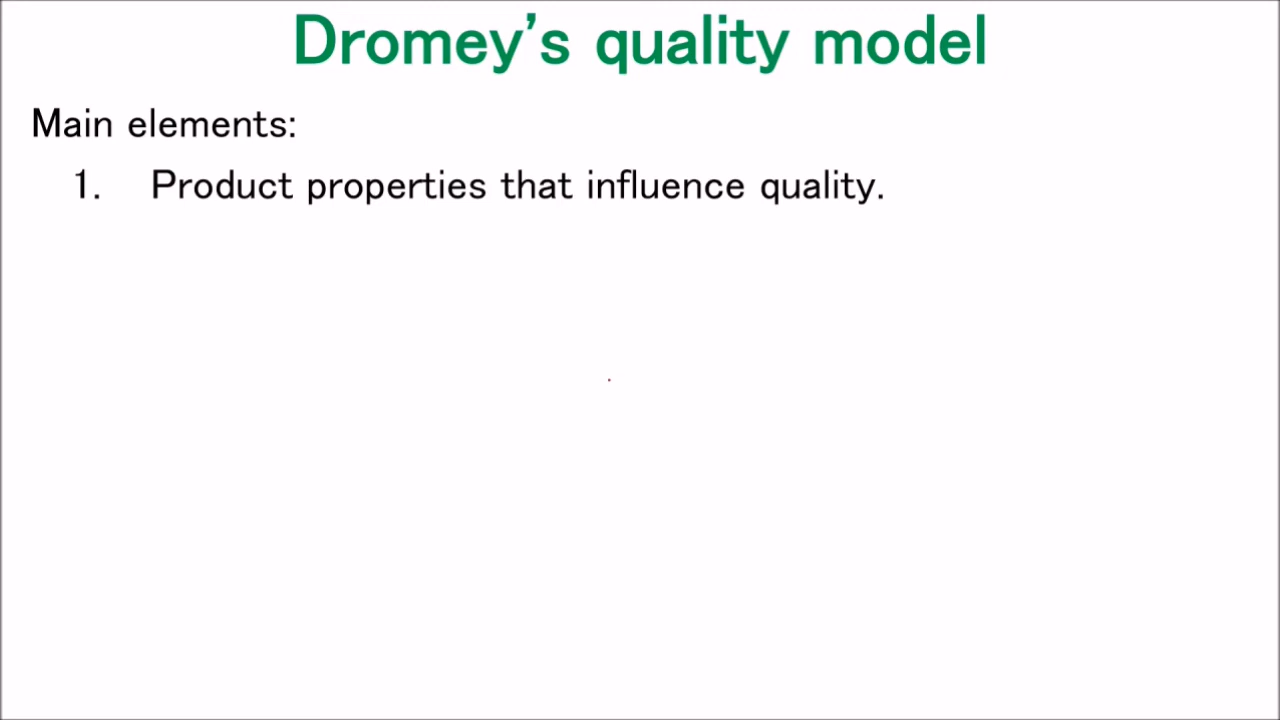 Dromey’s quality model
Main elements:
1. Product properties that influence quality.